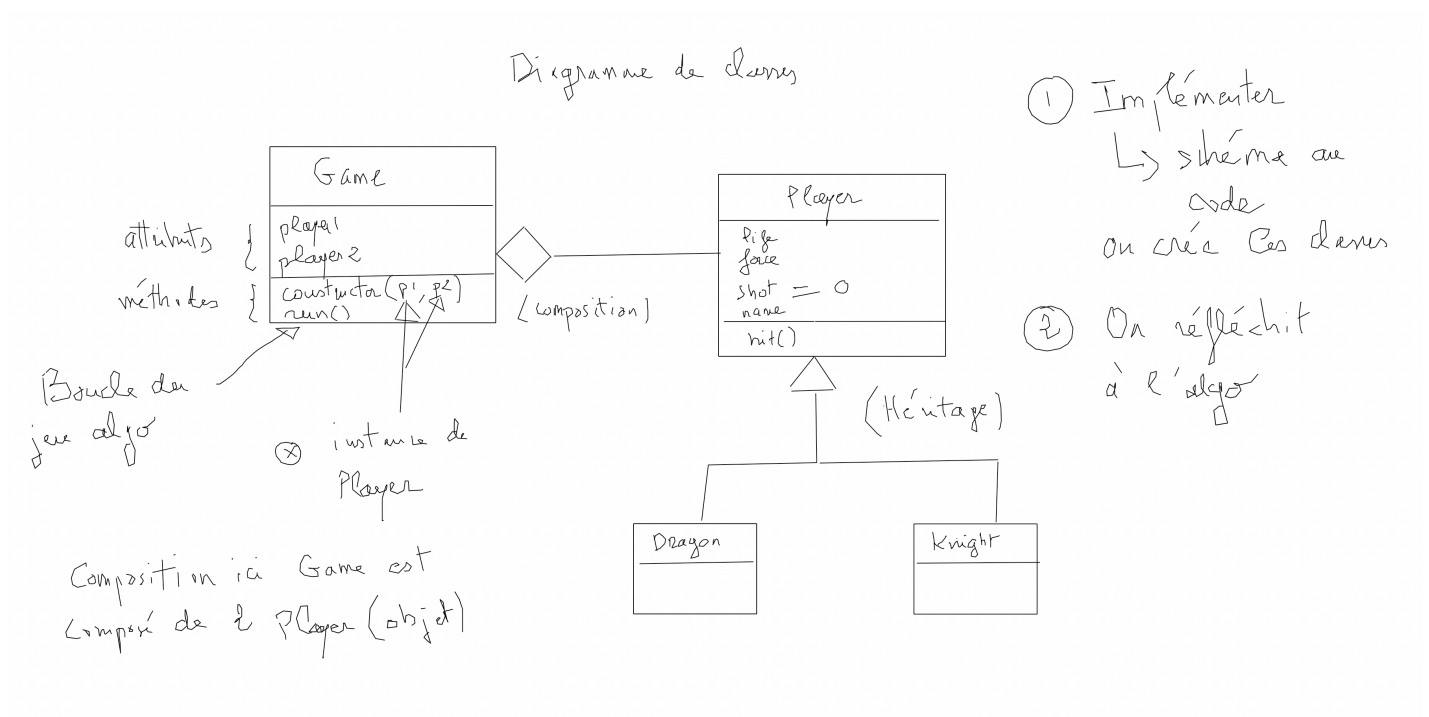 Diagramme de classes
Game
attributs
player1
player2
méthodes
constructor(p1, p2)
run()
Boucle du
jeu algo
instance de
Player
Composition ici Game est
composé de 2 Player (objet)
(composition)
Player
life
force
shot = 0
name
hit()
(Héritage)
Dragon
Knight
1 Implémenter
schéma au
code
on crée les classes
2 On réfléchit
à l'algo